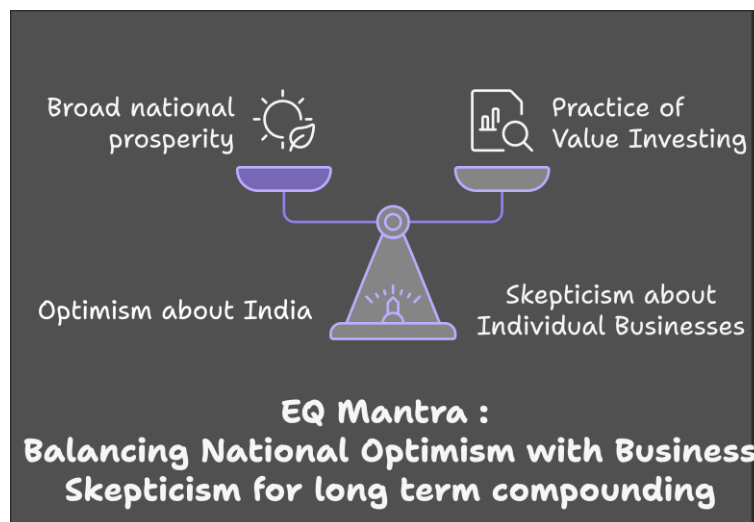 Broad national
prosperity
Practice of
Value Investing
Optimism about India
Skepticism about
Individual Businesses
EQ Mantra :
Balancing National Optimism with Business
Skepticism for long term compounding